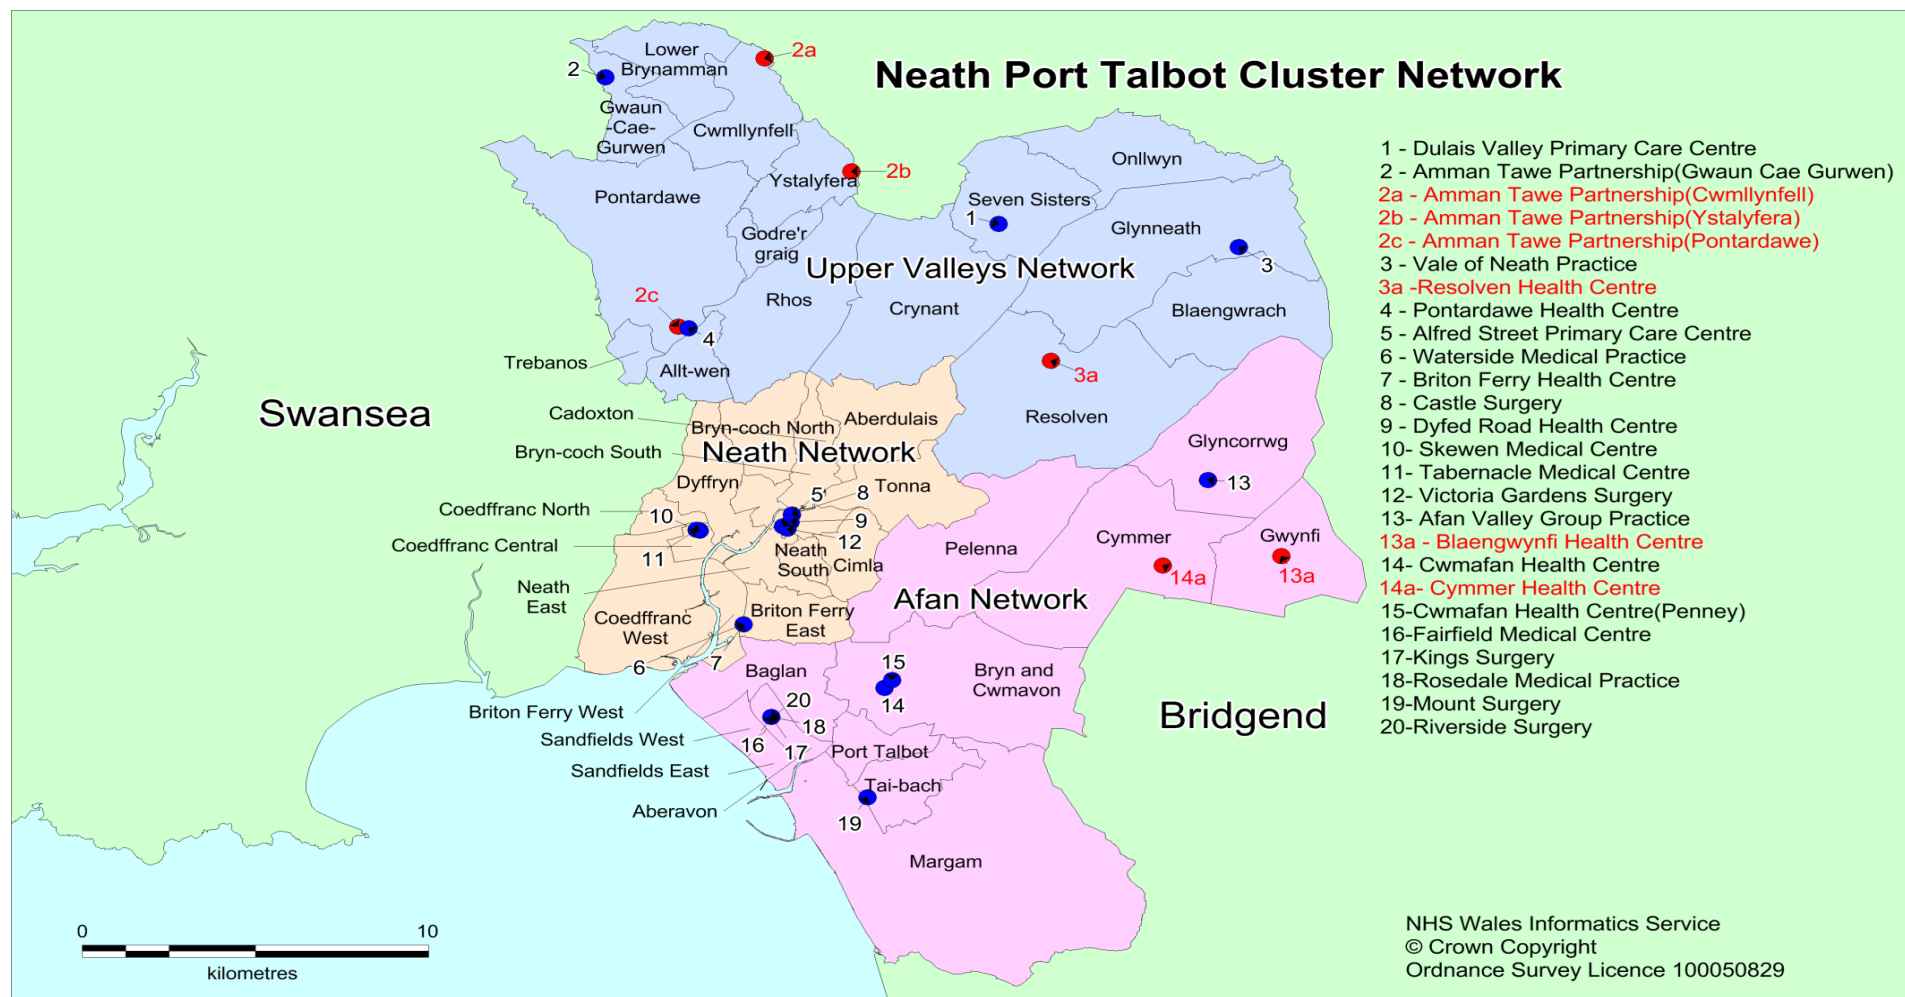 Neath Port Talbot Cluster Network
Lower
Brynamman
2
2a
Gwaun
-Cae-
Gurwen
Cwmllynfell
Ystalyfera
2b
Pontardawe
Onllwyn
Seven Sisters
1
Glynneath
3
Godre'r
graig
Upper Valleys Network
2c
Rhos
Crynant
Blaengwrach
4
Trebanos
Allt-wen
3a
Resolven
Swansea
Cadoxton
Aberdulais
Bryn-coch North
Bryn-coch South
Neath Network
Glyncorrwg
Dyffryn
Tonna
13
5
8
Coedffranc North
10
9
Coedffranc Central
11
12
Neath
South
Cimla
Pelenna
Cymmer
Gwynfi
14a
13a
Neath
East
Afan Network
Coedffranc
West
Briton Ferry
East
6
7
Baglan
15
14
Bryn and
Cwmavon
Briton Ferry West
20
18
Sandfields West
16
17
Bridgend
Sandfields East
Port Talbot
Tai-bach
Aberavon
19
Margam
0
10
kilometres
1 - Dulais Valley Primary Care Centre
2 - Amman Tawe Partnership(Gwaun Cae Gurwen)
2a - Amman Tawe Partnership(Cwmllynfell)
2b - Amman Tawe Partnership(Ystalyfera)
2c - Amman Tawe Partnership(Pontardawe)
3 - Vale of Neath Practice
3a -Resolven Health Centre
4 - Pontardawe Health Centre
5 - Alfred Street Primary Care Centre
6 - Waterside Medical Practice
7 - Briton Ferry Health Centre
8 - Castle Surgery
9 - Dyfed Road Health Centre
10- Skewen Medical Centre
11- Tabernacle Medical Centre
12- Victoria Gardens Surgery
13- Afan Valley Group Practice
13a - Blaengwynfi Health Centre
14- Cwmafan Health Centre
14a- Cymmer Health Centre
15-Cwmafan Health Centre(Penney)
16-Fairfield Medical Centre
17-Kings Surgery
18-Rosedale Medical Practice
19-Mount Surgery
20-Riverside Surgery
NHS Wales Informatics Service
© Crown Copyright
Ordnance Survey Licence 100050829